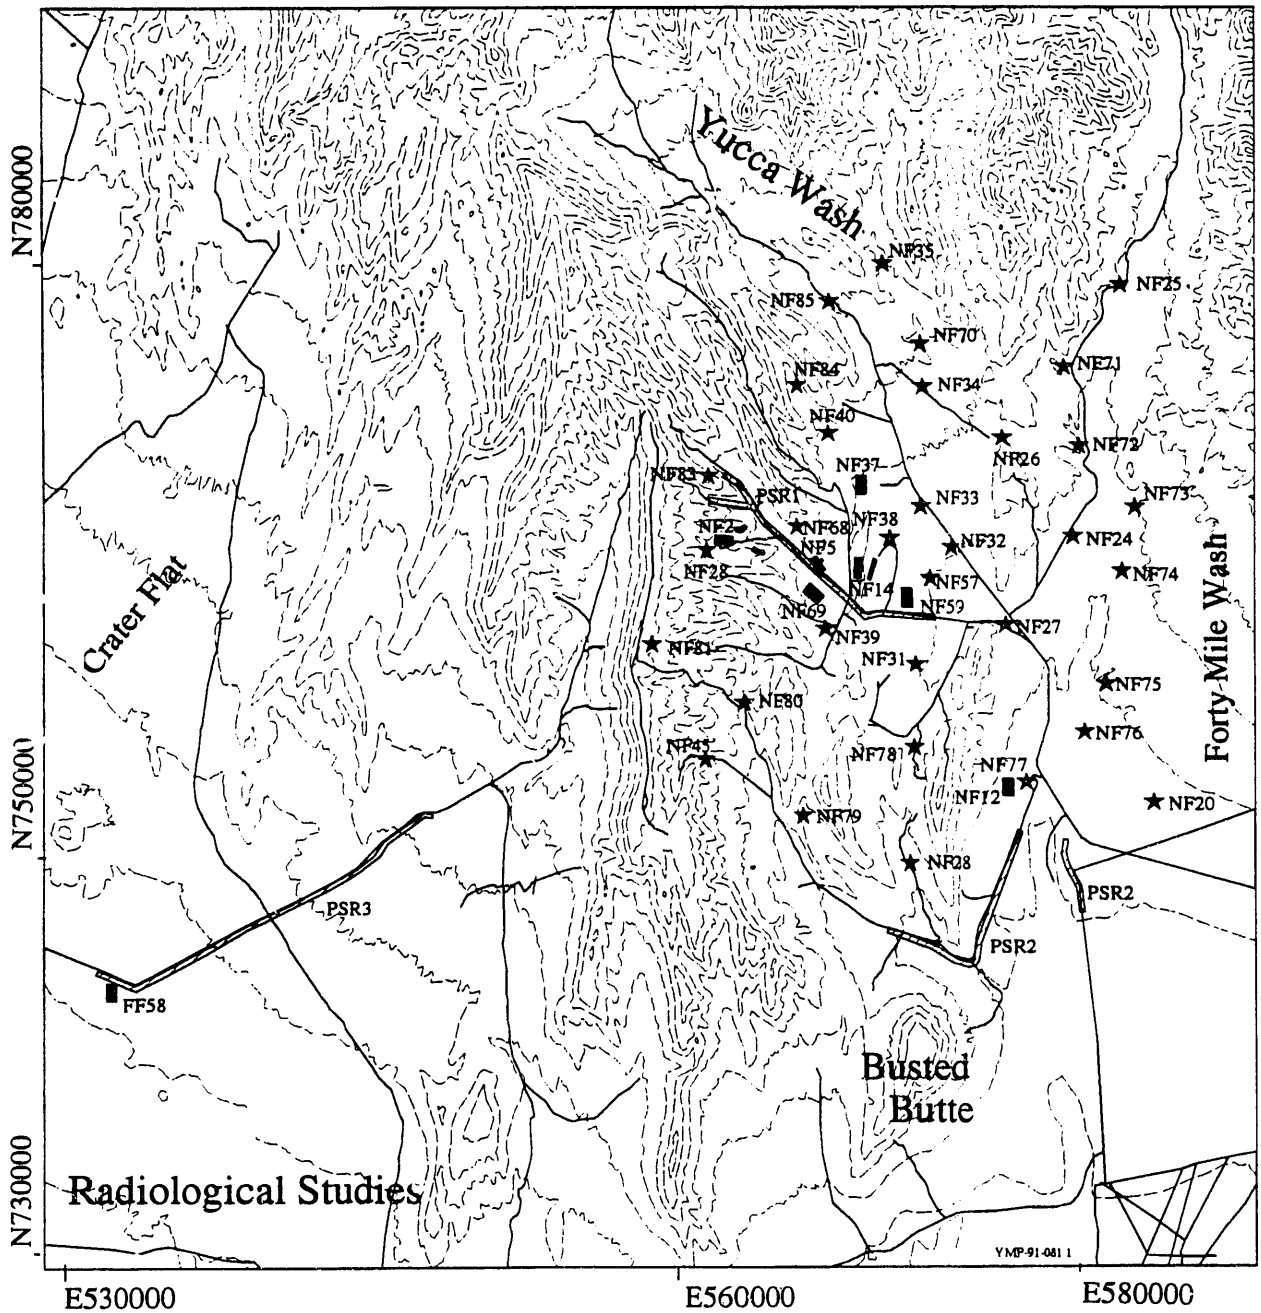 Yucca Wash
N780000
NF35
NF25
NF85
NF70
NE71
NF84
NF34
NF40
NF72
NF26
NF37
NF83
PSR1
NF73
NF33
NF68
NF38
NF2
NF5
NF32
NF24
NF28
NF74
NF57
NF14
NF59
NF69
NF27
NF39
Crater Flat
Forty Mile Wash
NF81
NF31
NF75
NE80
NF76
NF45
NF78
NF77
NF12
NF20
N750000
NF79
NF28
PSR2
PSR3
PSR2
FF58
Busted
Butte
Radiological Studies
N730000
YMP-91-081 1
E530000
E560000
E580000